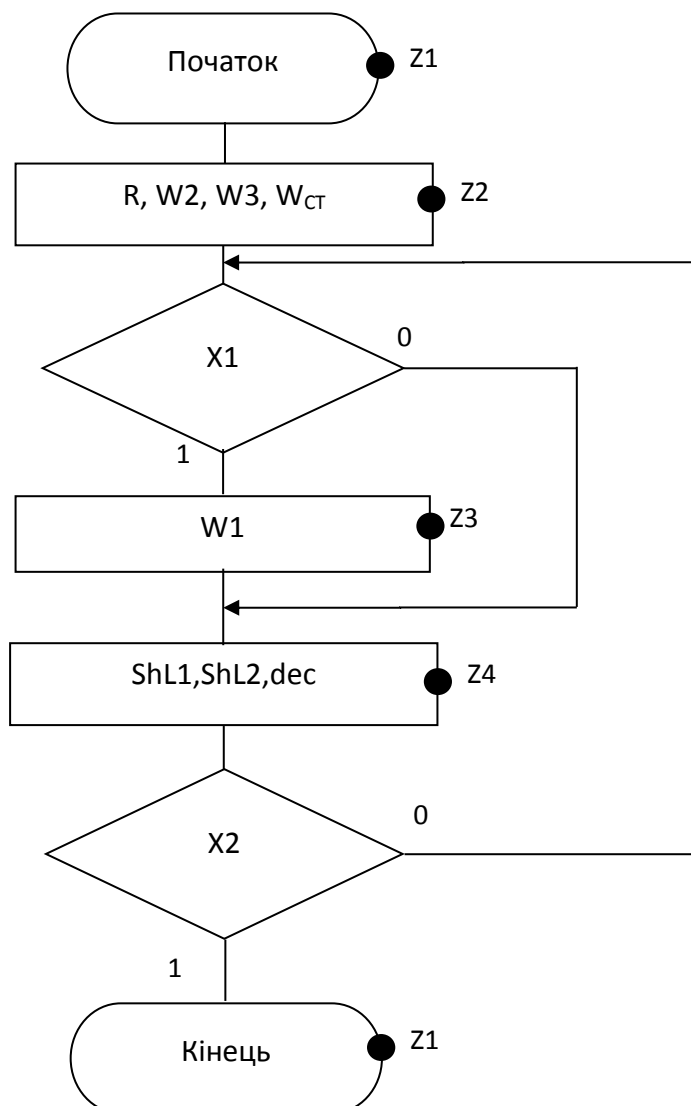 Початок
Z1
R, W2, W3, WCT
Z2
X1
0
1
W1
Z3
ShL1,ShL2,dec
Z4
X2
0
1
Кінець
Z1